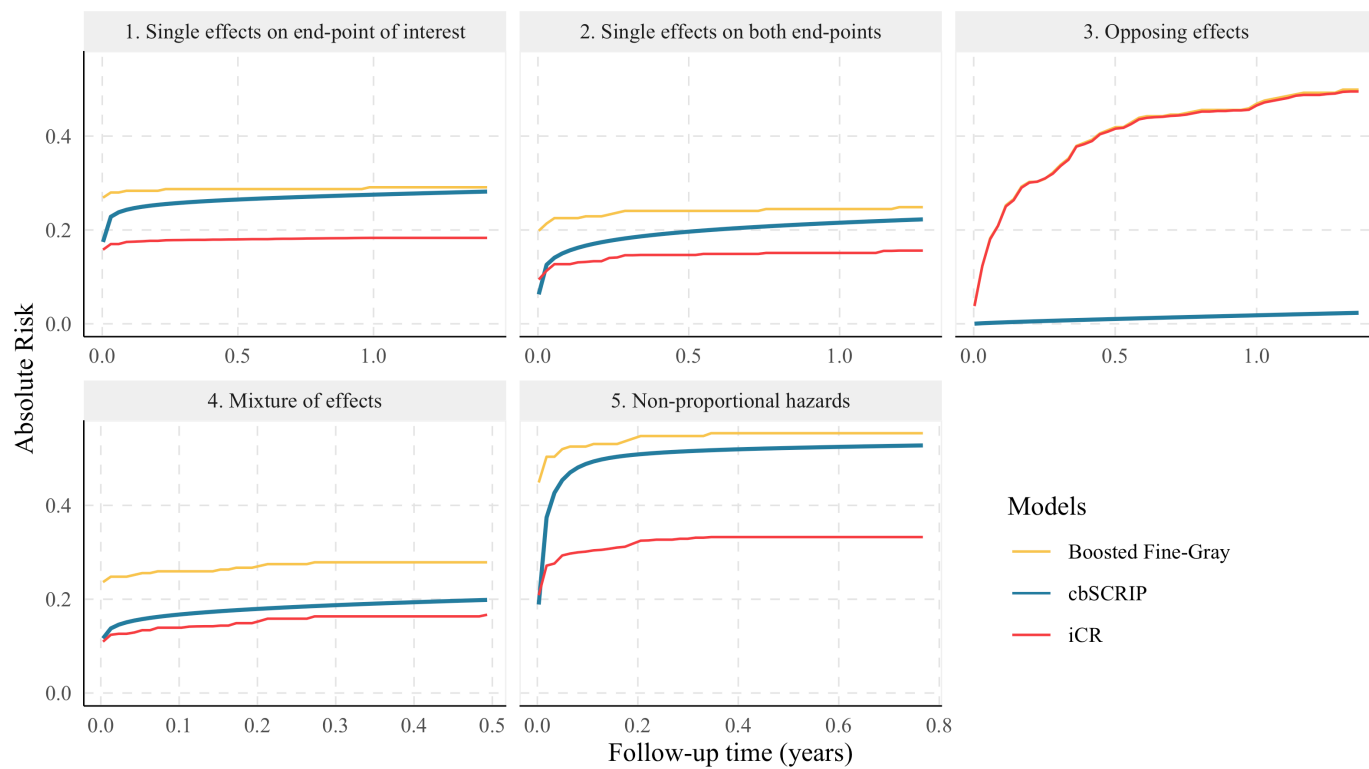 1. Single effects on end-point of interest
2. Single effects on both end-points
3. Opposing effects
0.4
0.2
0.0
0.0 0.5 1.0
0.0 0.5 1.0
0.0 0.5 1.0
Absolute Risk
4. Mixture of effects
5. Non-proportional hazards
0.4
0.2
0.0
0.0 0.1 0.2 0.3 0.4 0.5
0.0 0.2 0.4 0.6 0.8
Follow-up time (years)
Models
Boosted Fine-Gray
cbSCRIP
iCR